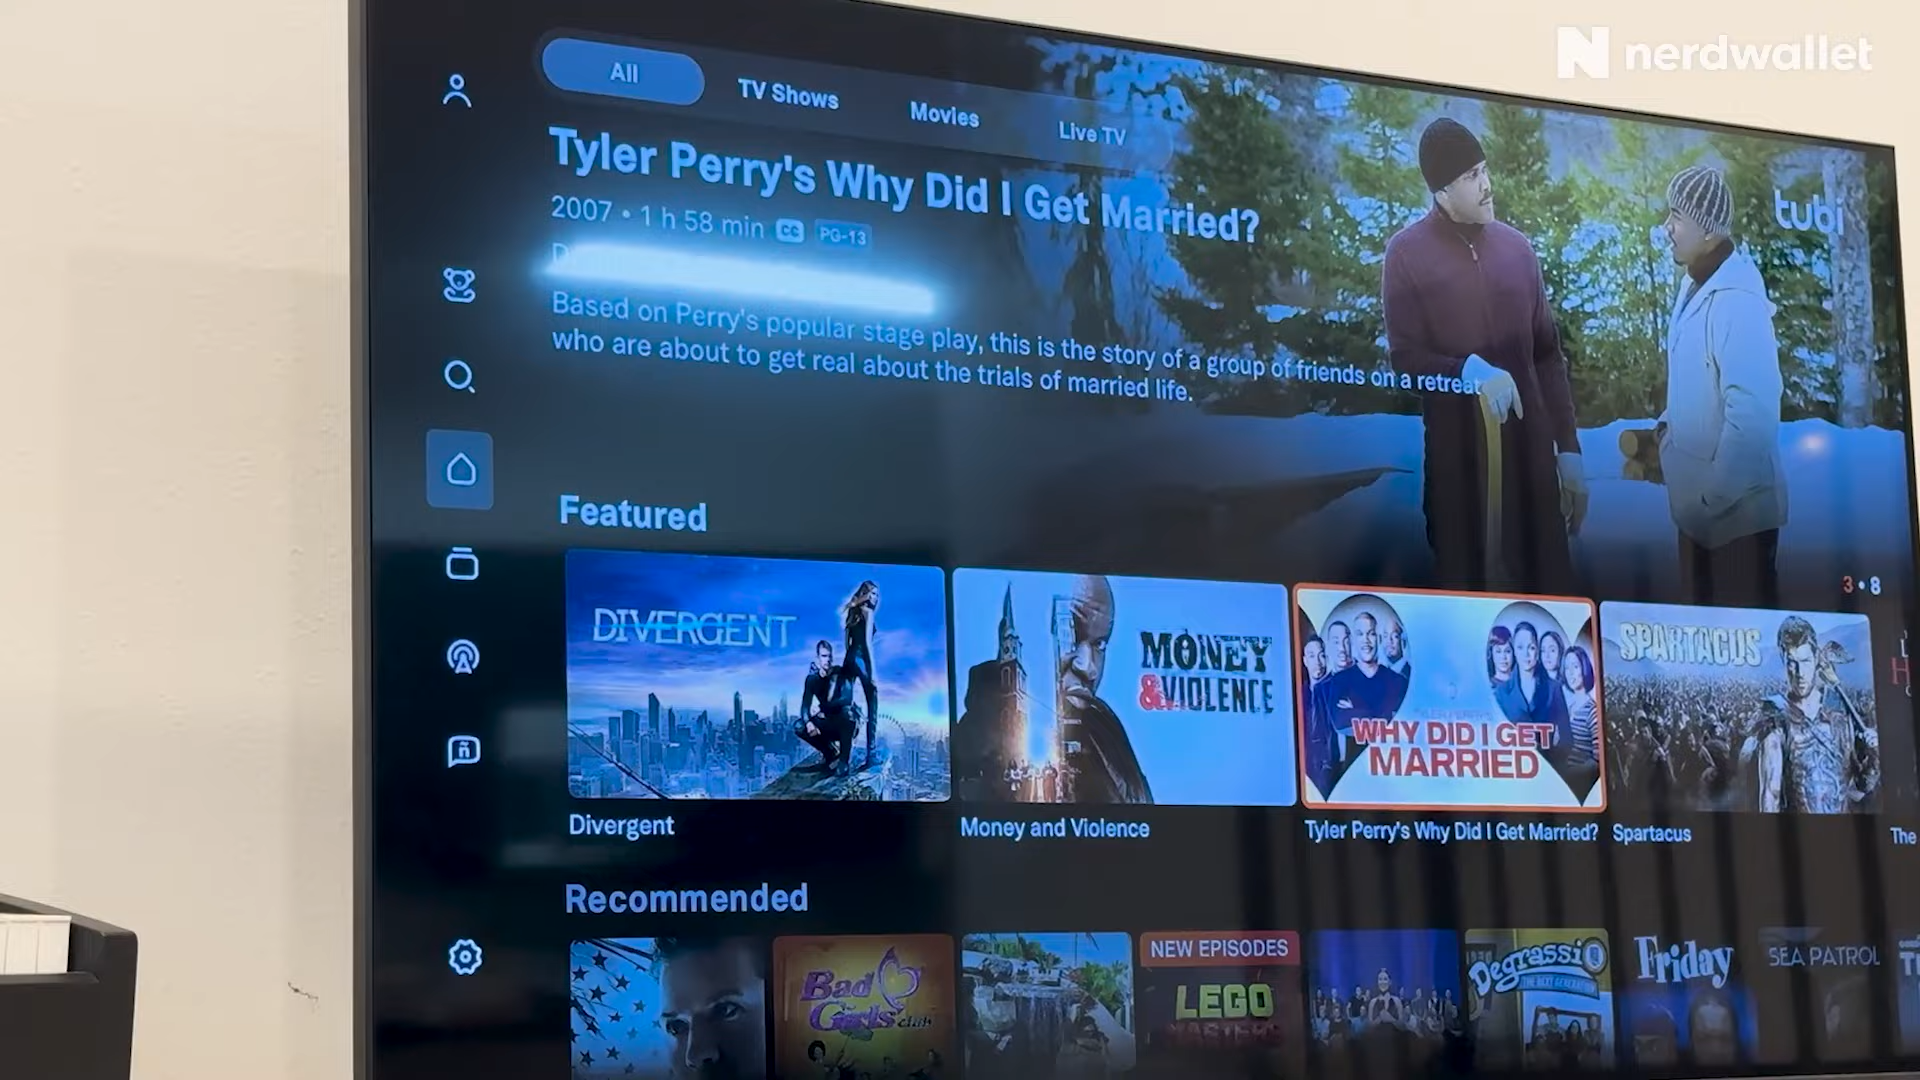 nerdwallet
All
TV Shows
Movies
Live TV
Tyler Perry's Why Did I Get Married?
2007 • 1 h 58 min CC PG-13
tubi
Based on Perry's popular stage play, this is the story of a group of friends on a retreat
who are about to get real about the trials of married life.
Featured
3 • 8
DIVERGENT
MONEY
&VIOLENCE
WHY DID I GET
MARRIED
SPARTACUS
Divergent
Money and Violence
Tyler Perry's Why Did I Get Married?
Spartacus
The
Recommended
Bad
Girls club
NEW EPISODES
LEGO
MASTERS
Degrassi
THE NEXT GENERATION
Friday
SEA PATROL